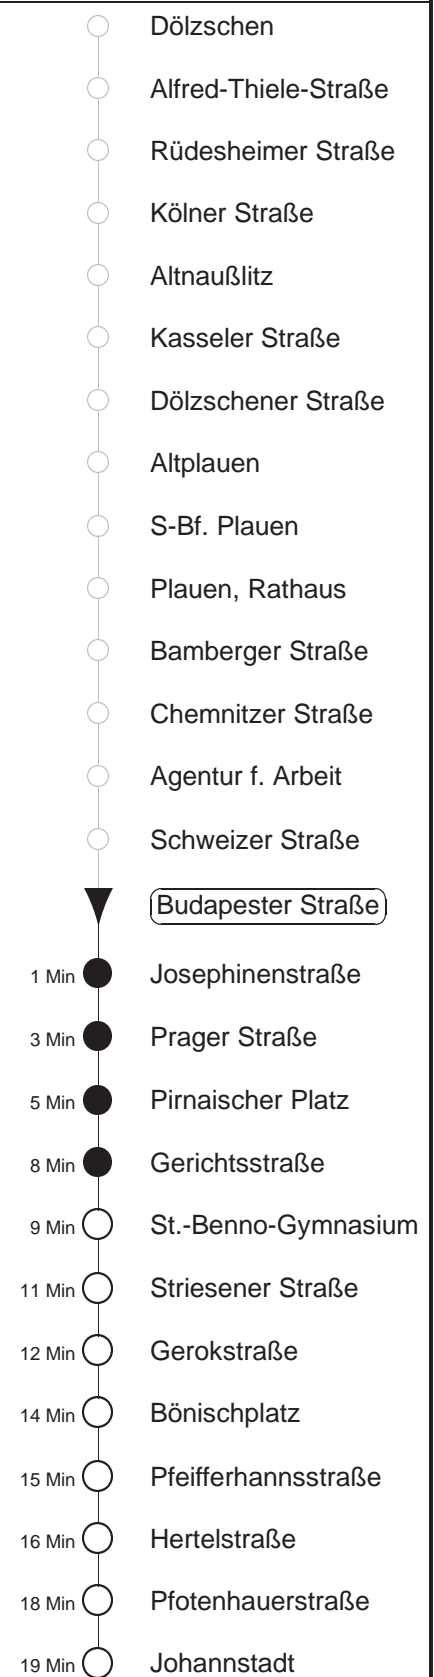 Dölzschen
Alfred-Thiele-Straße
Rüdesheimer Straße
Kölner Straße
Altnaußlitz
Kasseler Straße
Dölzschener Straße
Altplauen
S-Bf. Plauen
Plauen, Rathaus
Bamberger Straße
Chemnitzer Straße
Agentur f. Arbeit
Schweizer Straße
Budapester Straße
1 Min Josephinenstraße
3 Min Prager Straße
5 Min Pirnaischer Platz
8 Min Gerichtsstraße
9 Min St.-Benno-Gymnasium
11 Min Striesener Straße
12 Min Gerokstraße
14 Min Bönischplatz
15 Min Pfeifferhannsstraße
16 Min Hertelstraße
18 Min Pfotenhauerstraße
19 Min Johannstadt